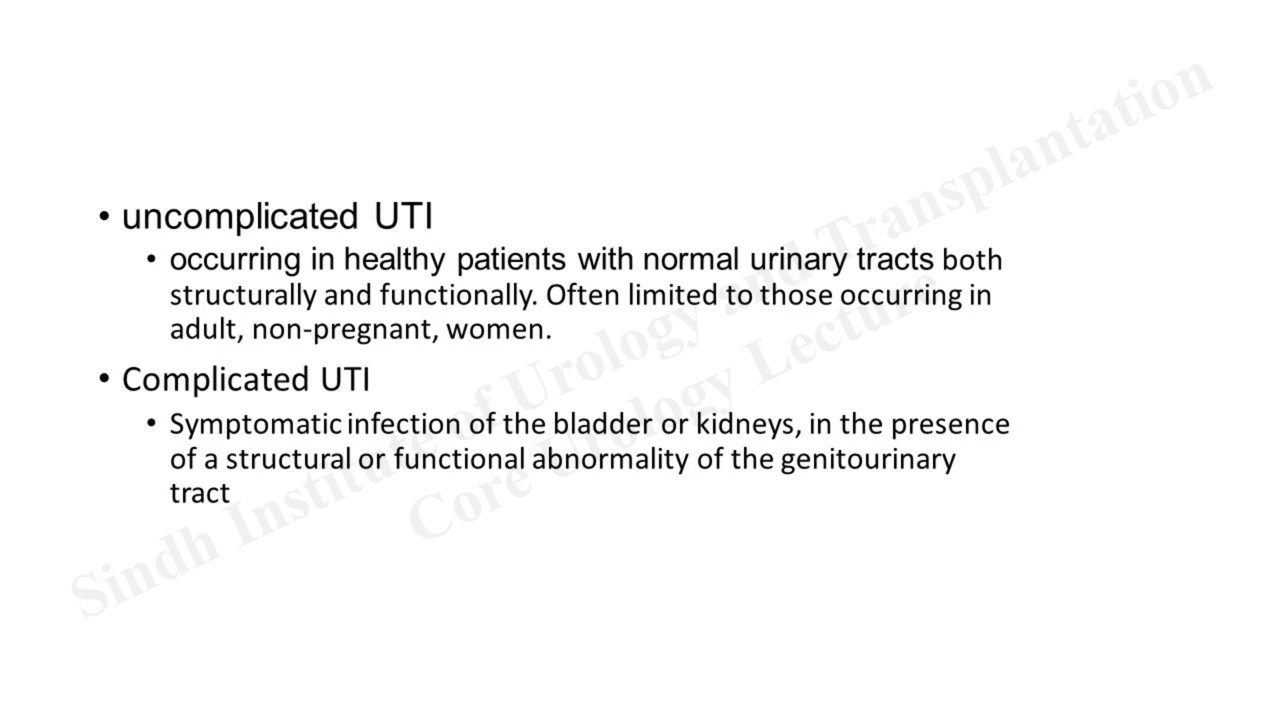 • uncomplicated UTI
• occurring in healthy patients with normal urinary tracts both
structurally and functionally. Often limited to those occurring in
adult, non-pregnant, women.
• Complicated UTI
• Symptomatic infection of the bladder or kidneys, in the presence
of a structural or functional abnormality of the genitourinary
tract
Sindh Institute of Urology and Transplantation
Core Urology Lecture